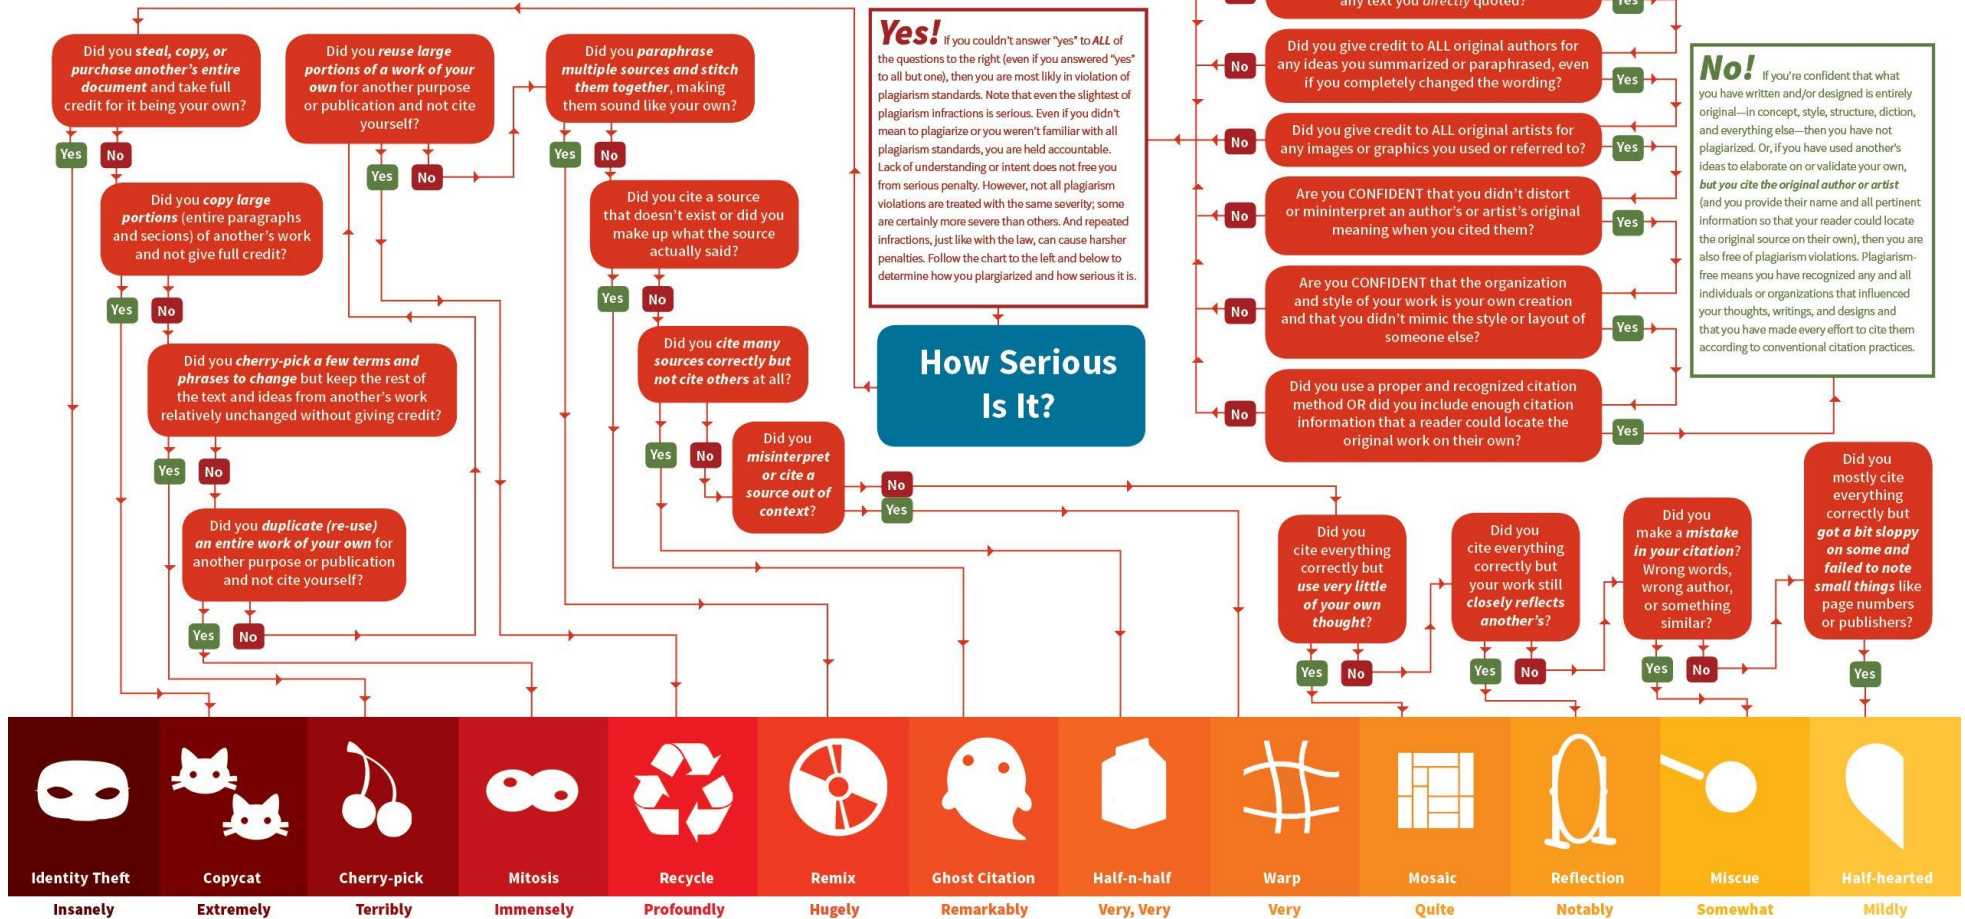 Did you steal, copy, or
purchase another's entire
document and take full
credit for it being your own?
Yes
No
Did you copy large
portions (entire paragraphs
and secions) of another's work
and not give full credit?
Yes
No
Did you cherry-pick a few terms and
phrases to change but keep the rest of
the text and ideas from another's work
relatively unchanged without giving credit?
Yes
No
Did you duplicate (re-use)
an entire work of your own for
another purpose or publication
and not cite yourself?
Yes
No
Did you reuse large
portions of a work of your
own for another purpose
or publication and not cite
yourself?
Yes
No
Did you paraphrase
multiple sources and stitch
them together, making
them sound like your own?
Yes
No
Did you cite a source
that doesn't exist or did you
make up what the source
actually said?
Yes
No
Did you cite many
sources correctly but
not cite others at all?
Yes
No
Did you
misinterpret
or cite a
source out of
context?
No
Yes
Yes! If you couldn't answer "yes" to ALL of
the questions to the right (even if you answered "yes"
to all but one), then you are most likly in violation of
plagiarism standards. Note that even the slightest of
plagiarism infractions is serious. Even if you didn't
mean to plagiarize or you weren't familiar with all
plagiarism standards, you are held accountable.
Lack of understanding or intent does not free you
from serious penalty. However, not all plagiarism
violations are treated with the same severity; some
are certainly more severe than others. And repeated
infractions, just like with the law, can cause harsher
penalties. Follow the chart to the left and below to
determine how you plargiarized and how serious it is.
How Serious
Is It?
any text you directly quoted?
No
Yes
Did you give credit to ALL original authors for
any ideas you summarized or paraphrased, even
if you completely changed the wording?
No
Yes
Did you give credit to ALL original artists for
any images or graphics you used or referred to?
No
Yes
Are you CONFIDENT that you didn't distort
or mininterpret an author's or artist's original
meaning when you cited them?
No
Yes
Are you CONFIDENT that the organization
and style of your work is your own creation
and that you didn't mimic the style or layout of
someone else?
No
Yes
Did you use a proper and recognized citation
method OR did you include enough citation
information that a reader could locate the
original work on their own?
No
Yes
No! If you're confident that what
you have written and/or designed is entirely
original—in concept, style, structure, diction,
and everything else—then you have not
plagiarized. Or, if you have used another's
ideas to elaborate on or validate your own,
but you cite the original author or artist
(and you provide their name and all pertinent
information so that your reader could locate
the original source on their own), then you are
also free of plagiarism violations. Plagiarism-
free means you have recognized any and all
individuals or organizations that influenced
your thoughts, writings, and designs and
that you have made every effort to cite them
according to conventional citation practices.
Did you
cite everything
correctly but
use very little
of your own
thought?
Yes
No
Did you
cite everything
correctly but
your work still
closely reflects
another's?
Yes
No
Did you
make a mistake
in your citation?
Wrong words,
wrong author,
or something
similar?
Yes
No
Did you
mostly cite
everything
correctly but
got a bit sloppy
on some and
failed to note
small things like
page numbers
or publishers?
Yes
Identity Theft
Copycat
Cherry-pick
Mitosis
Recycle
Remix
Ghost Citation
Half-n-half
Warp
Mosaic
Reflection
Miscue
Half-hearted
Insanely
Extremely
Terribly
Immensely
Profoundly
Hugely
Remarkably
Very, Very
Very
Quite
Notably
Somewhat
Mildly